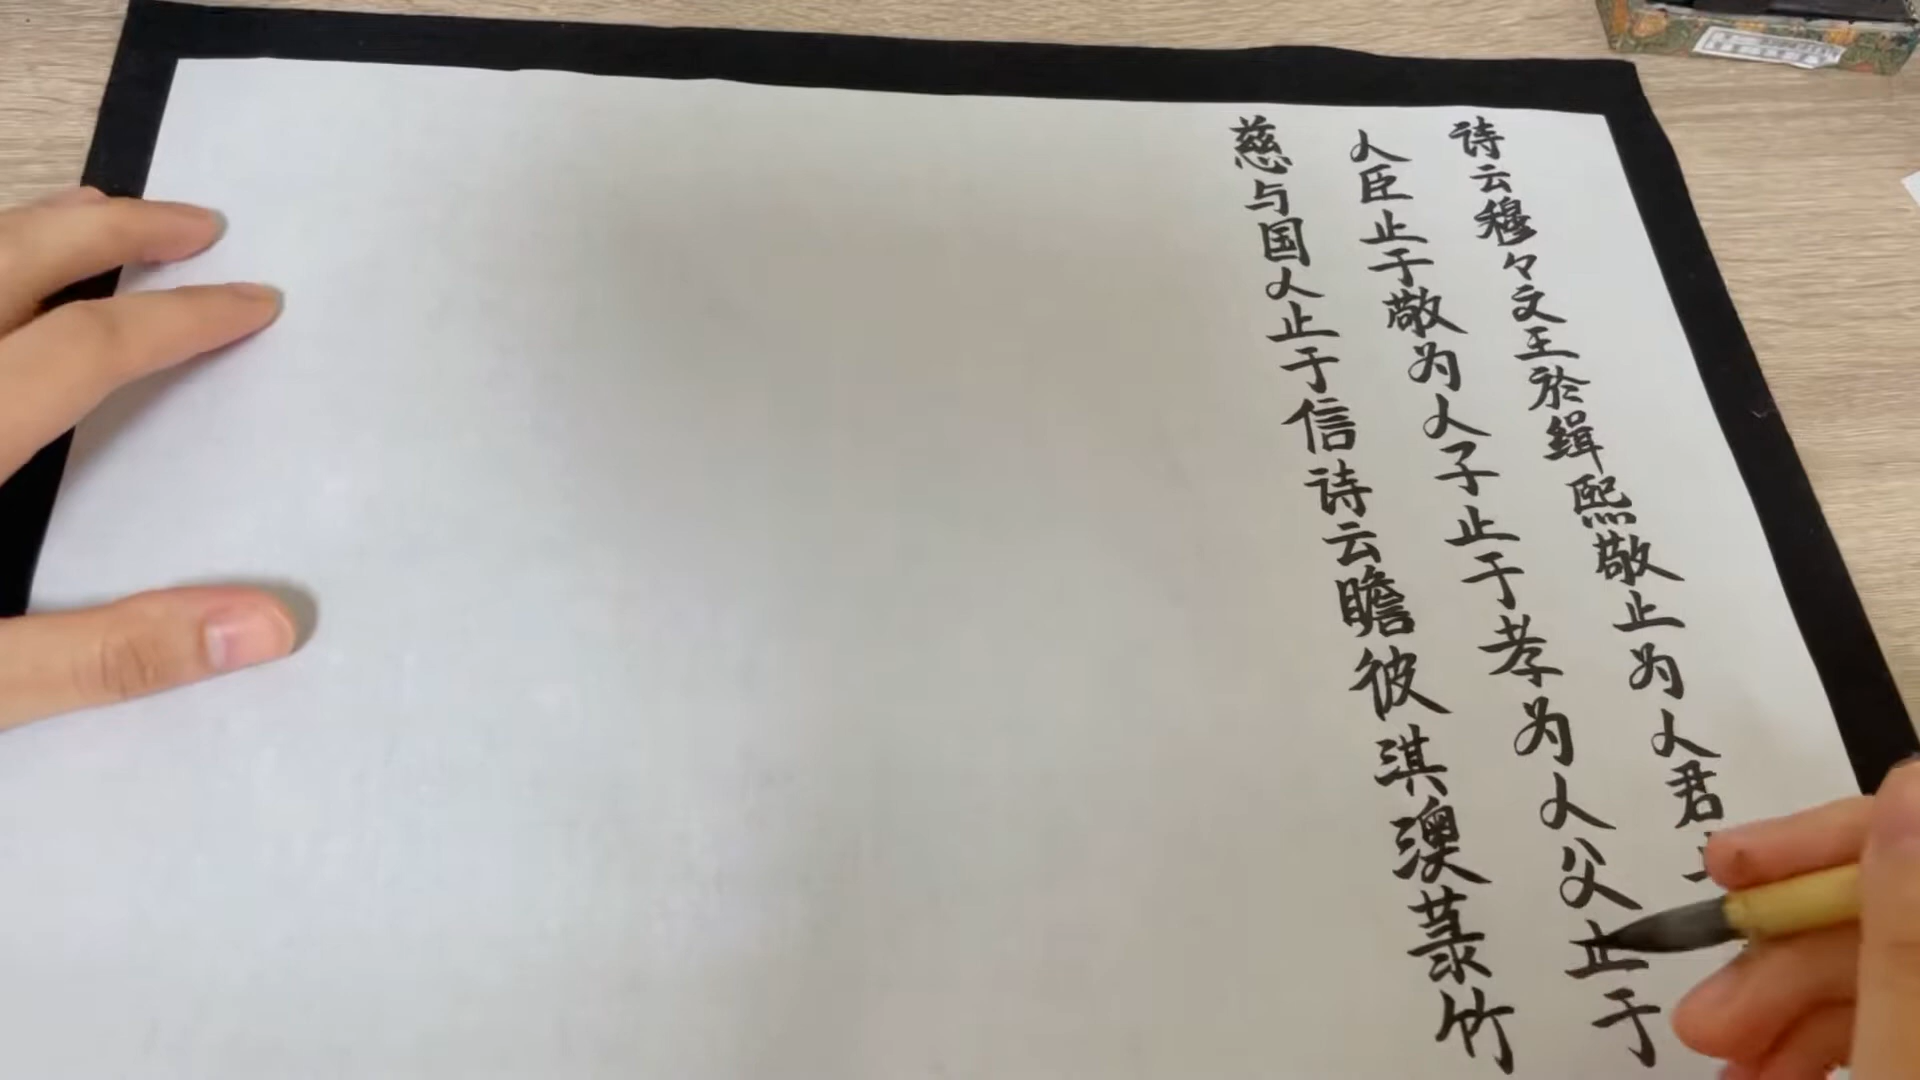 诗云穆々文王於缉熙敬止为人君止
人臣止于敬为人子止于孝为人父止于
慈与国人止于信诗云瞻彼淇澳菉竹